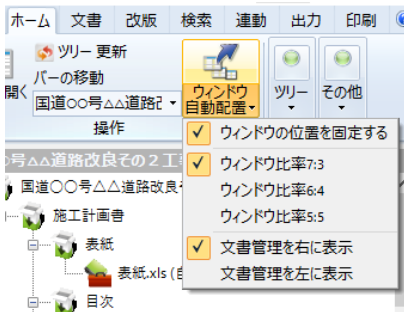 ホーム 文書 改版 検索 連動 出力 印刷
ツリー 更新
バーの移動
開く
国道○○号△△道路改
操作
ウィンドウ
自動配置
ツリー
その他
ウィンドウの位置を固定する
ウィンドウ比率7:3
ウィンドウ比率6:4
ウィンドウ比率5:5
文書管理を右に表示
文書管理を左に表示
号△△道路改良その2工
国道○○号△△道路改良
施工計画書
表紙
表紙.xls
目次